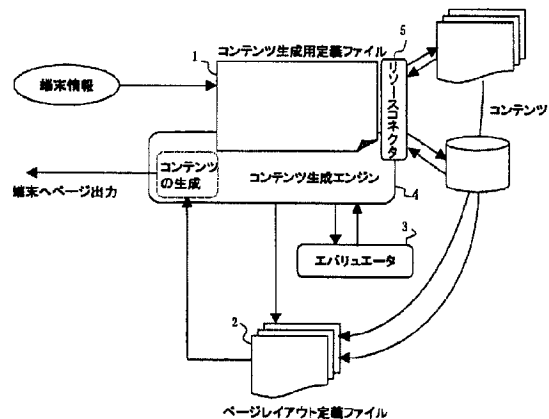 コンテンツ生成用定義ファイル
1
5
端末情報
リソースコネクタ
コンテンツ
コンテンツ
の生成
コンテンツ生成エンジン
4
端末へページ出力
3
エバリュエータ
2
ページレイアウト定義ファイル